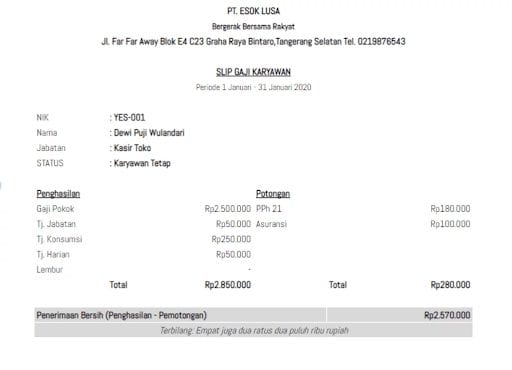 PT. ESOK LUSA
Bergerak Bersama Rakyat
Jl. Far Far Away Blok E4 C23 Graha Raya Bintaro,Tangerang Selatan Tel. 0219876543
SLIP GAJI KARYAWAN
Periode 1 Januari - 31 Januari 2020
NIK : YES-001
Nama : Dewi Puji Wulandari
Jabatan : Kasir Toko
STATUS : Karyawan Tetap
Penghasilan Potongan
Gaji Pokok Rp2.500.000 PPh 21 Rp180.000
Tj. Jabatan Rp50.000 Asuransi Rp100.000
Tj. Konsumsi Rp250.000
Tj. Harian Rp50.000
Lembur -
Total Rp2.850.000 Total Rp280.000
Penerimaan Bersih (Penghasilan - Pemotongan) Rp2.570.000
Terbilang: Empat juga dua ratus dua puluh ribu rupiah